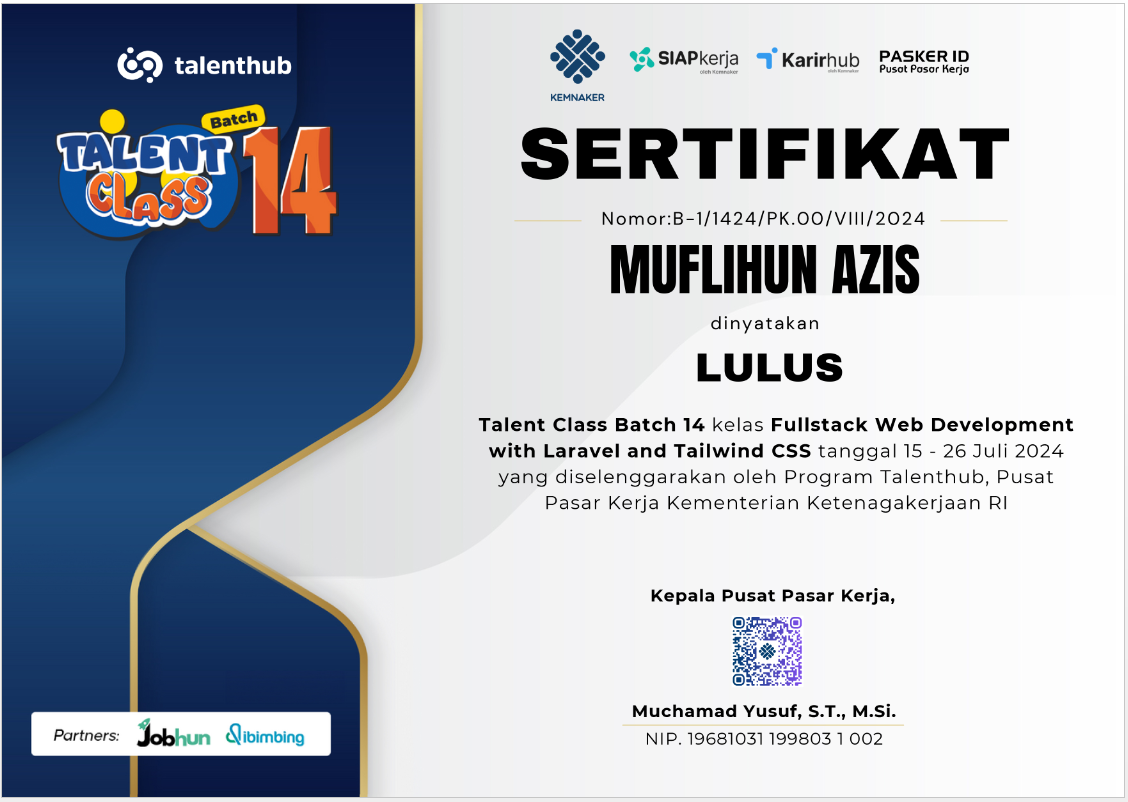 talenthub
Batch
TALENT
CLASS
14
KEMNAKER
SIAPkerja
oleh Kemnaker
Karirhub
oleh Kemnaker
PASKER ID
Pusat Pasar Kerja
SERTIFIKAT
Nomor:B-1/1424/PK.00/VIII/2024
MUFLIHUN AZIS
dinyatakan
LULUS
Talent Class Batch 14 kelas Fullstack Web Development
with Laravel and Tailwind CSS tanggal 15 - 26 Juli 2024
yang diselenggarakan oleh Program Talenthub, Pusat
Pasar Kerja Kementerian Ketenagakerjaan RI
Kepala Pusat Pasar Kerja,
Muchamad Yusuf, S.T., M.Si.
NIP. 19681031 199803 1 002
Partners:
Jobhun
dibimbing